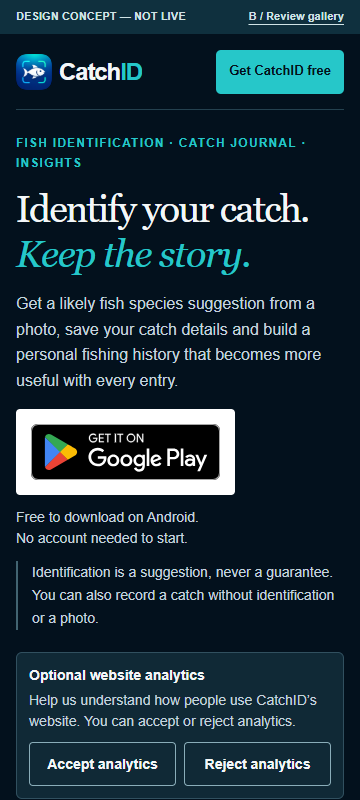 DESIGN CONCEPT — NOT LIVE
B / Review gallery
CatchID
Get CatchID free
FISH IDENTIFICATION · CATCH JOURNAL ·
INSIGHTS
Identify your catch.
Keep the story.
Get a likely fish species suggestion from a
photo, save your catch details and build a
personal fishing history that becomes more
useful with every entry.
GET IT ON
Google Play
Free to download on Android.
No account needed to start.
Identification is a suggestion, never a guarantee.
You can also record a catch without identification
or a photo.
Optional website analytics
Help us understand how people use CatchID's
website. You can accept or reject analytics.
Accept analytics
Reject analytics